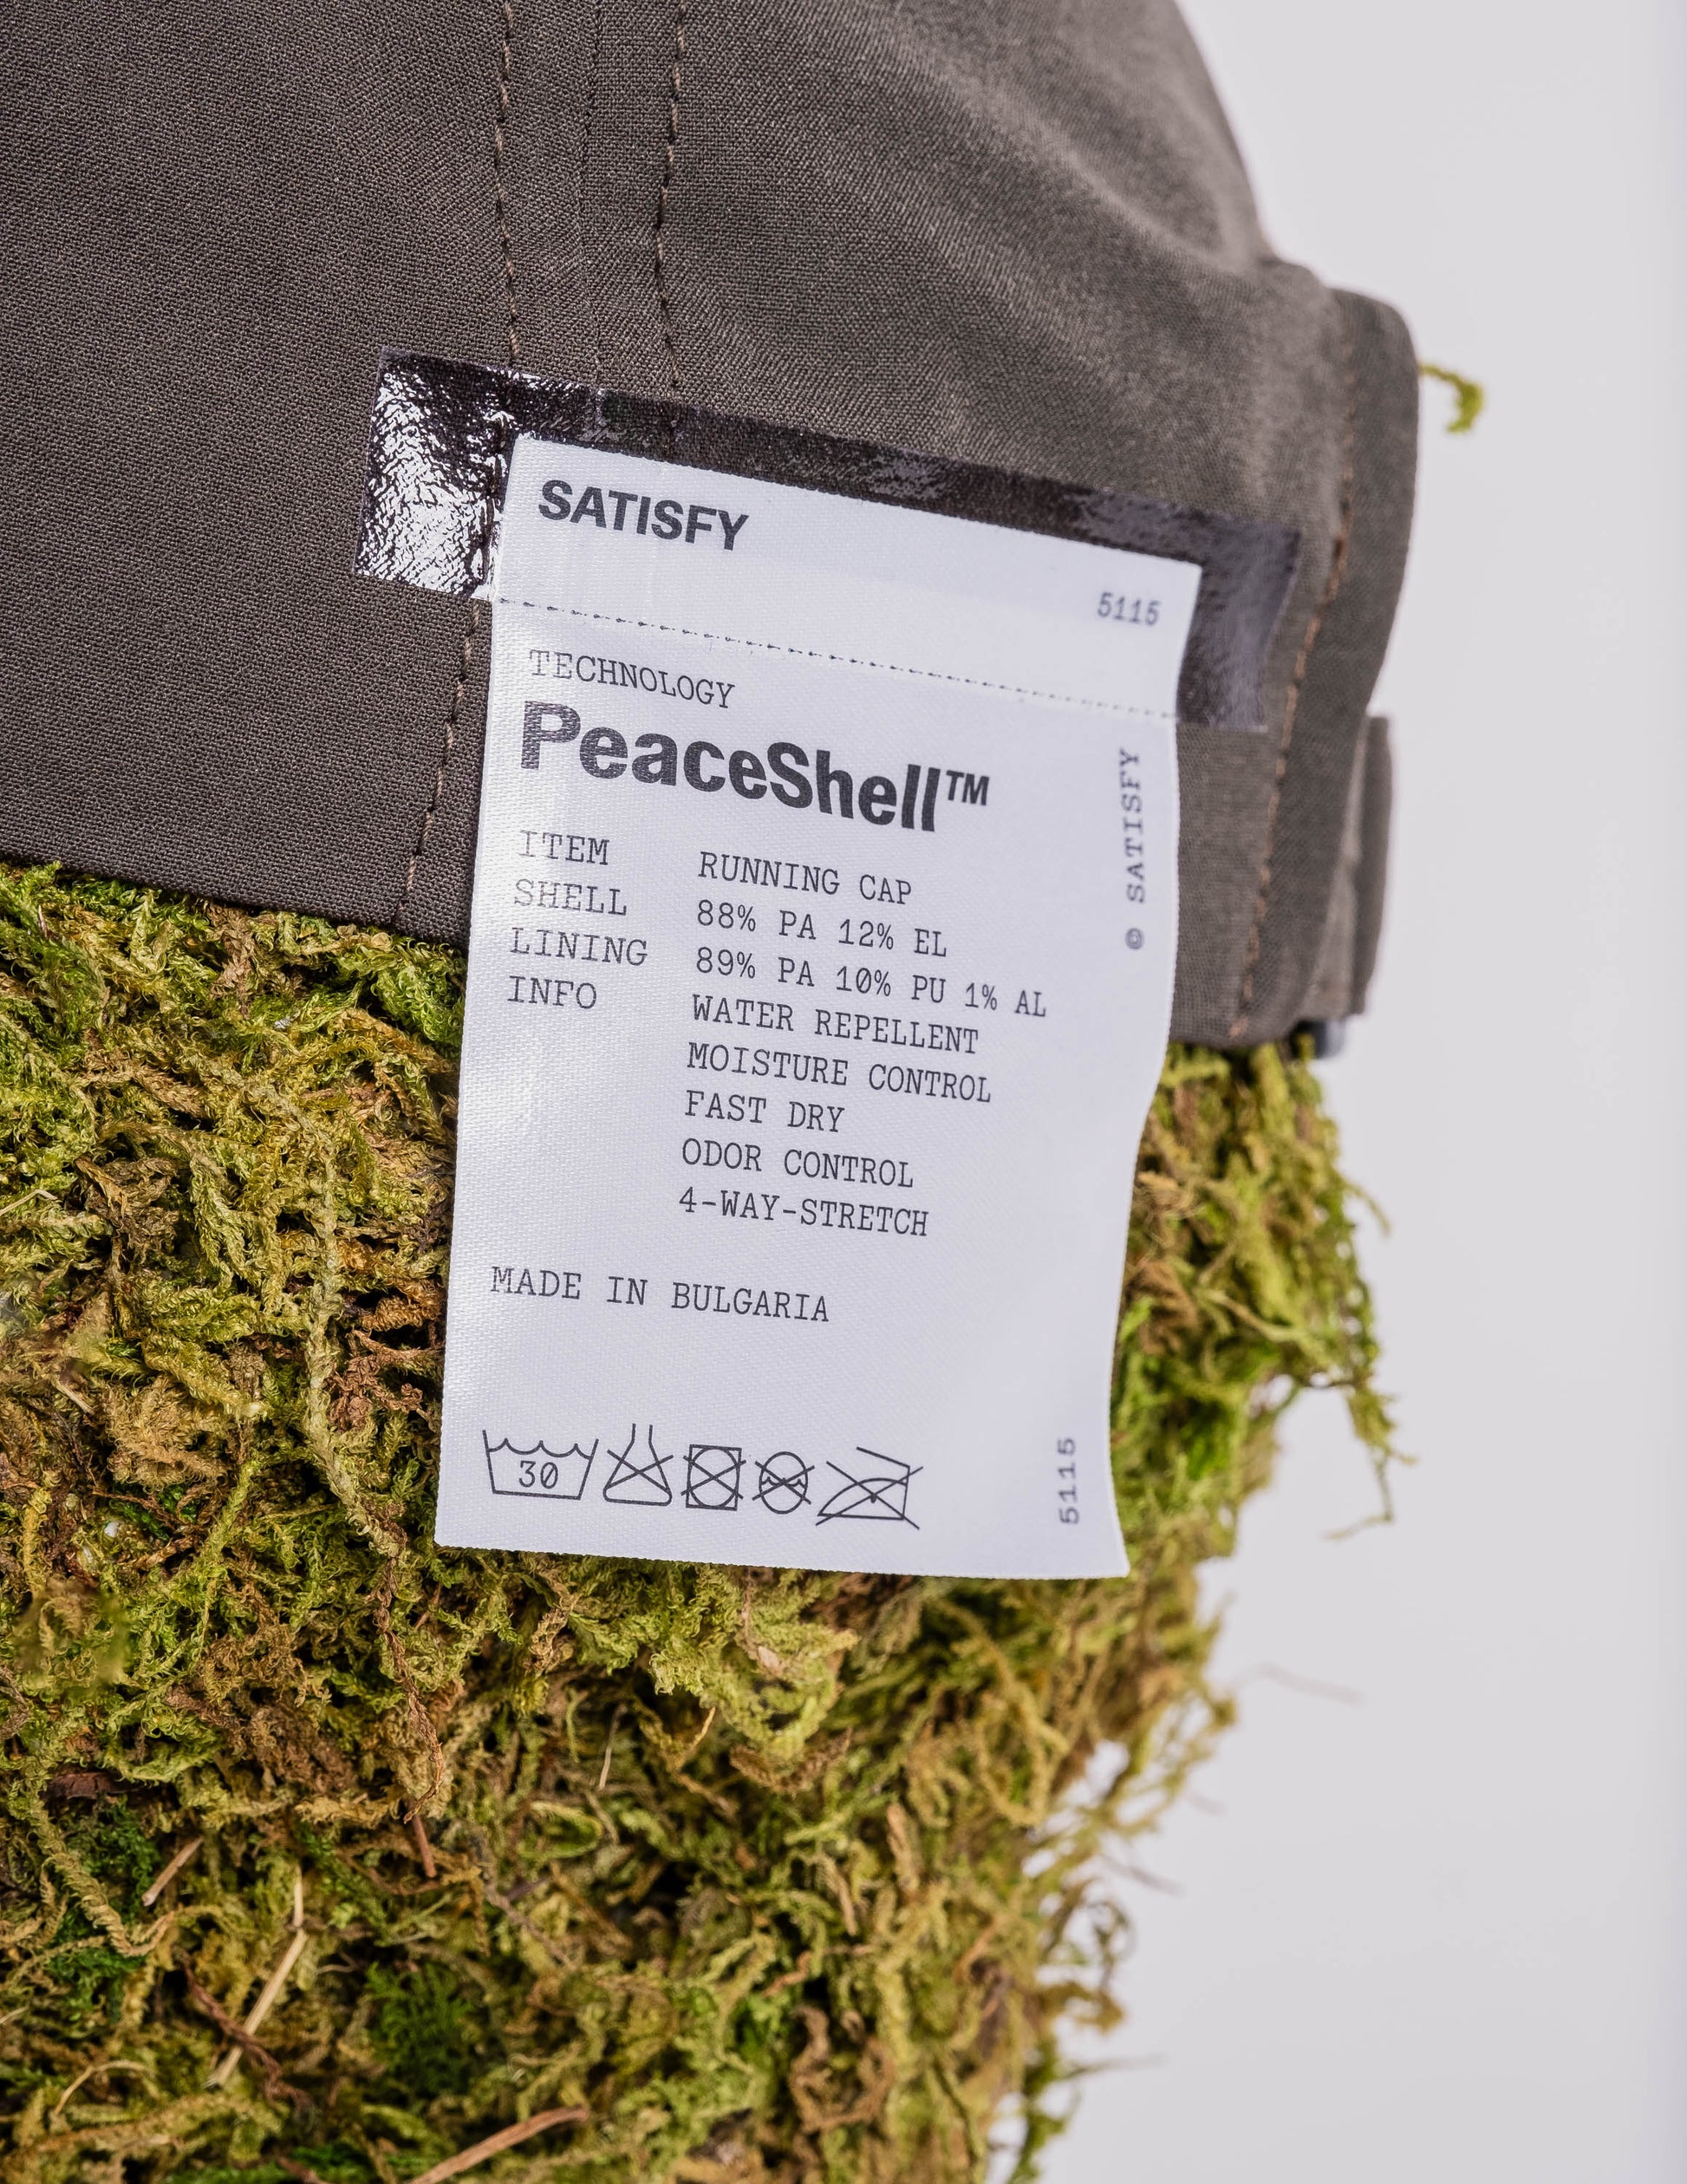 SATISFY
5115
TECHNOLOGY
PeaceShell™
ITEM RUNNING CAP
SHELL 88% PA 12% EL
LINING 89% PA 10% PU 1% AL
INFO WATER REPELLENT
MOISTURE CONTROL
FAST DRY
ODOR CONTROL
4-WAY-STRETCH
MADE IN BULGARIA
30
© SATISFY
5115